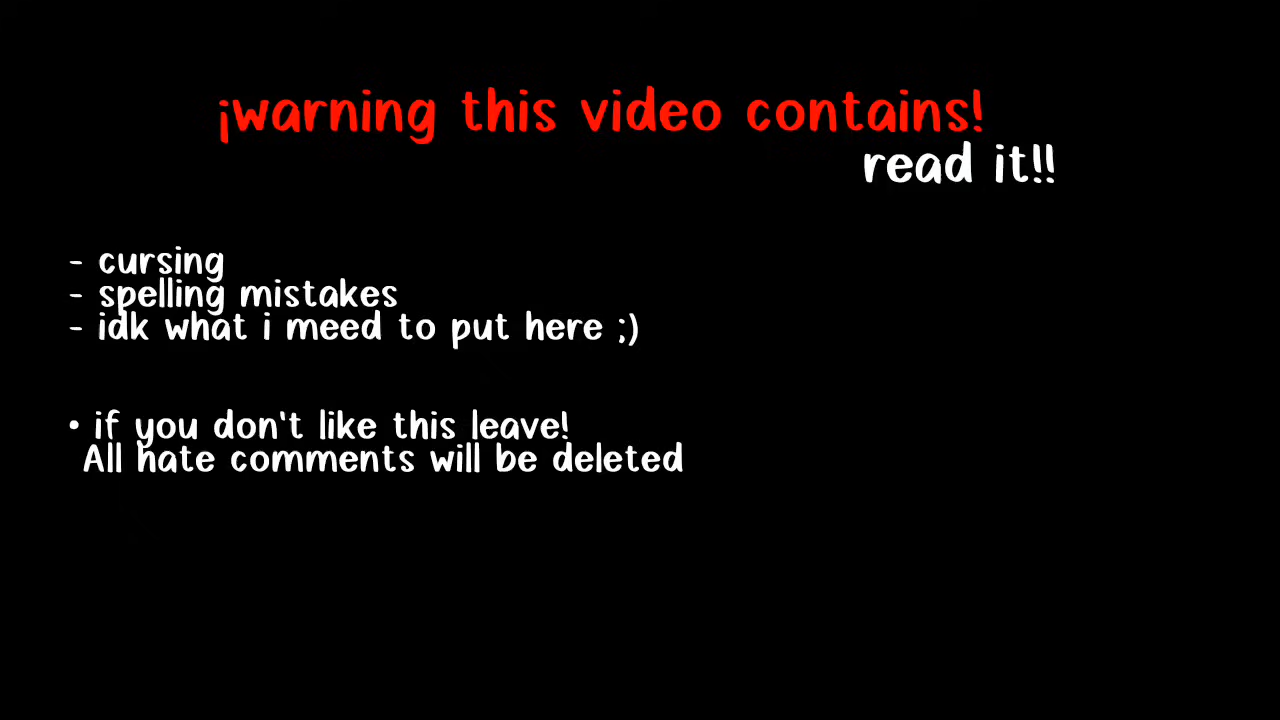 ¡warning this video contains!
read it!!
- cursing
- spelling mistakes
- idk what i meed to put here ;)
• if you don't like this leave!
All hate comments will be deleted